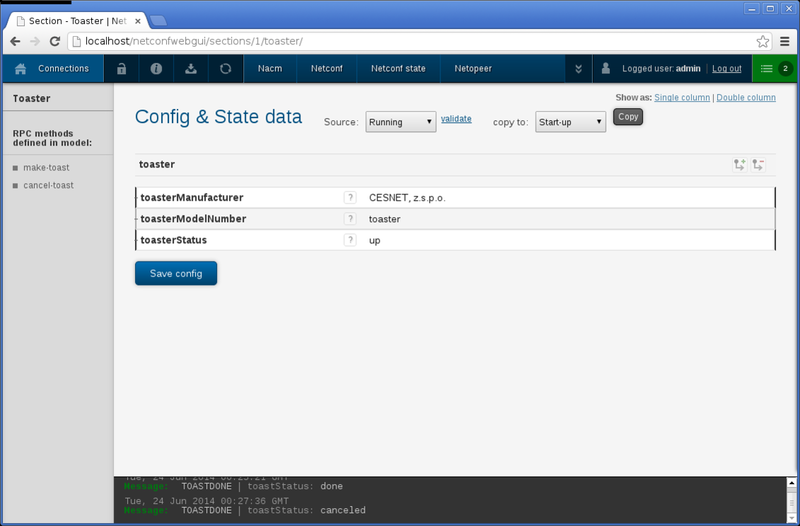 Section - Toaster | Net
localhost/netconfwebgui/sections/1/toaster/
Connections
Nacm
Netconf
Netconf state
Netopeer
Logged user: admin
Log out
2
Toaster
RPC methods
defined in model:
make-toast
cancel-toast
Show as: Single column | Double column
Config & State data
Source:
Running
validate
copy to:
Start-up
Copy
toaster
toasterManufacturer ? CESNET, z.s.p.o.
toasterModelNumber ? toaster
toasterStatus ? up
Save config
Tue, 24 Jun 2014 00:25:21 GMT
Message: TOASTDONE | toastStatus: done
Tue, 24 Jun 2014 00:27:36 GMT
Message: TOASTDONE | toastStatus: canceled